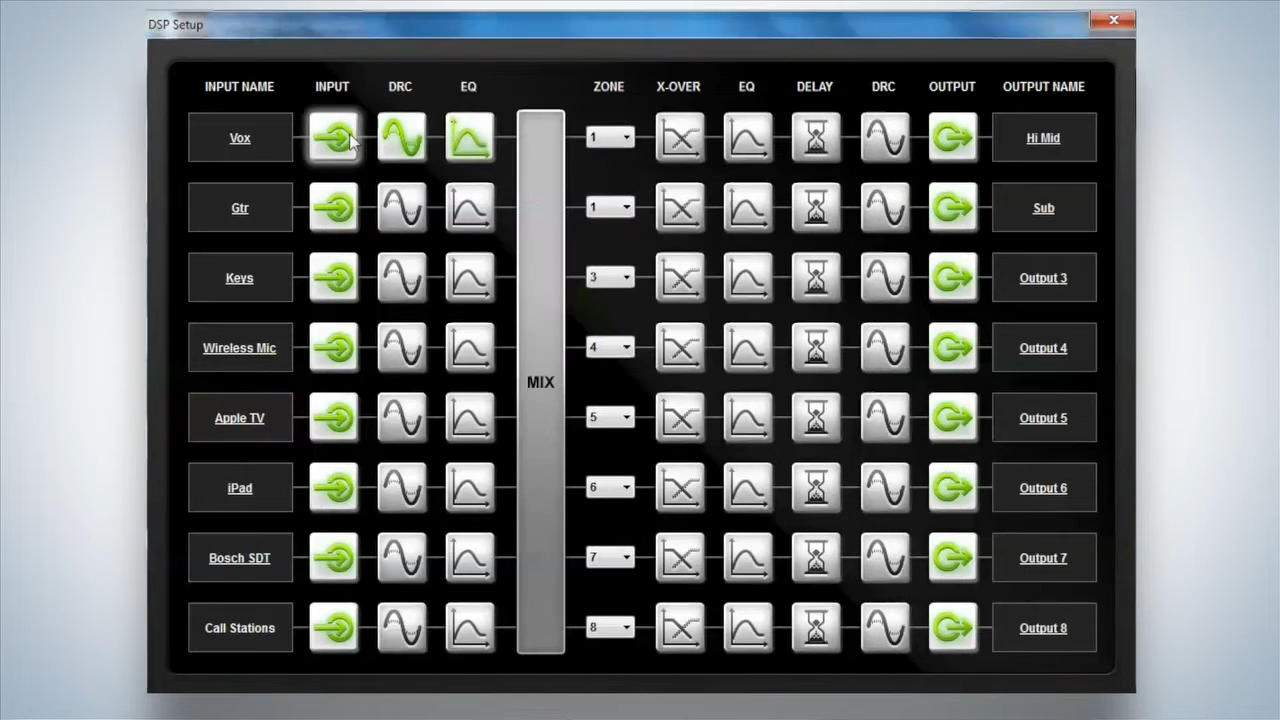 DSP Setup
INPUT NAME INPUT DRC EQ ZONE X-OVER EQ DELAY DRC OUTPUT OUTPUT NAME
Vox 1 Hi Mid
Gtr 1 Sub
Keys 3 Output 3
Wireless Mic 4 Output 4
MIX
Apple TV 5 Output 5
iPad 6 Output 6
Bosch SDT 7 Output 7
Call Stations 8 Output 8